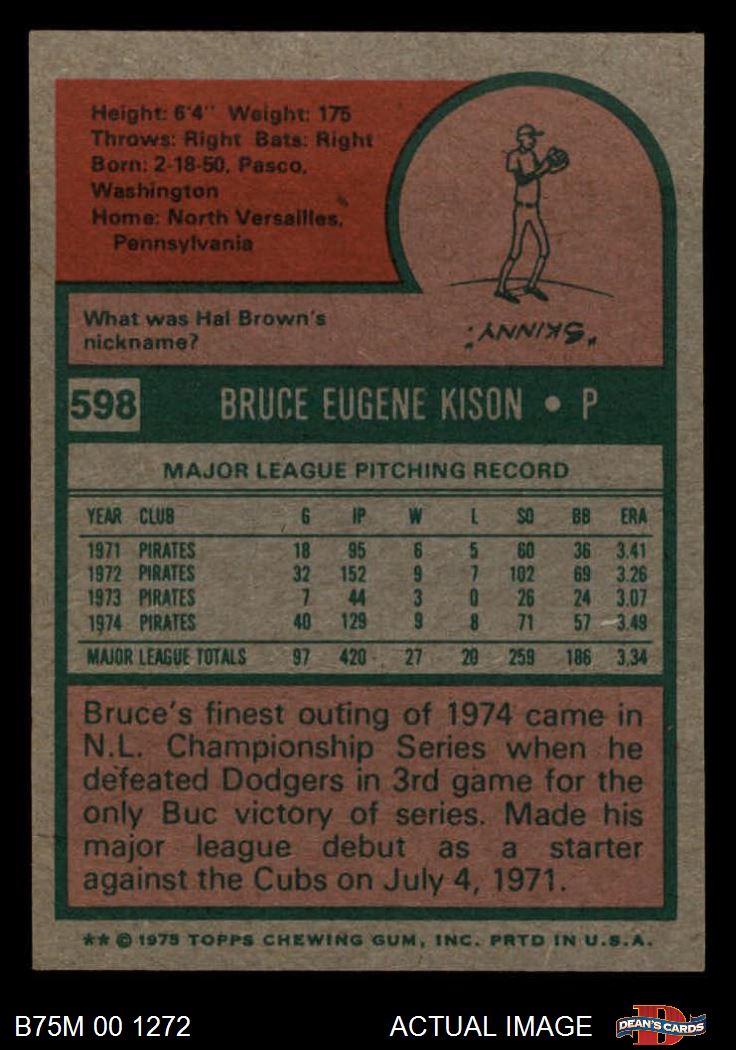 Height: 6'4" Weight: 175
Throws: Right Bats: Right
Born: 2-18-50, Pasco,
Washington
Home: North Versailles,
Pennsylvania
What was Hal Brown's
nickname?
"SKINNY."
598 BRUCE EUGENE KISON • P
MAJOR LEAGUE PITCHING RECORD
YEAR CLUB G IP W L SO BB ERA
1971 PIRATES 18 95 6 5 60 36 3.41
1972 PIRATES 32 152 9 7 102 69 3.26
1973 PIRATES 7 44 3 0 26 24 3.07
1974 PIRATES 40 129 9 8 71 57 3.49
MAJOR LEAGUE TOTALS 97 420 27 20 259 186 3.34
Bruce's finest outing of 1974 came in
N.L. Championship Series when he
defeated Dodgers in 3rd game for the
only Buc victory of series. Made his
major league debut as a starter
against the Cubs on July 4, 1971.
** © 1975 TOPPS CHEWING GUM, INC. PRTD IN U.S.A.
B75M 00 1272 ACTUAL IMAGE D DEAN'S CARDS